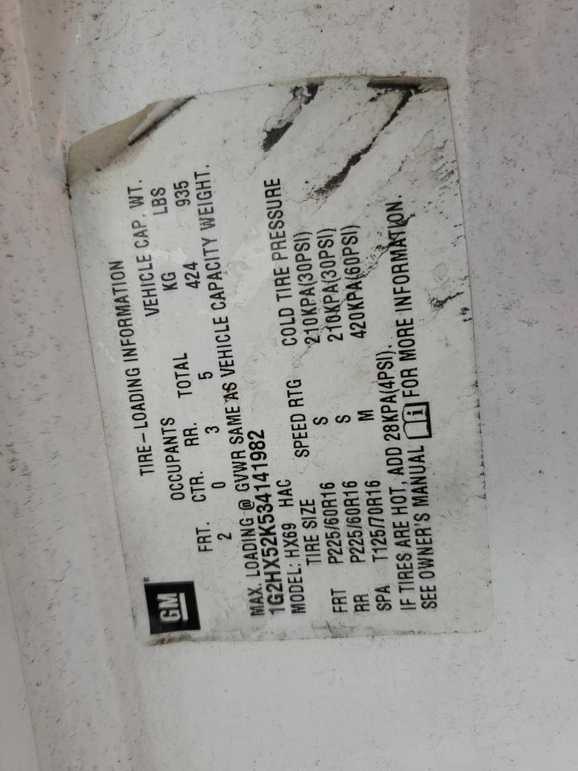 GM
TIRE-LOADING INFORMATION
OCCUPANTS VEHICLE CAP. WT.
FRT. CTR. RR. TOTAL KG LBS
2 0 3 5 424 935
MAX. LOADING @ GVWR SAME AS VEHICLE CAPACITY WEIGHT.
1G2HX52K534141982
MODEL: HX69 HAC
TIRE SIZE SPEED RTG COLD TIRE PRESSURE
FRT P225/60R16 S 210KPA(30PSI)
RR P225/60R16 S 210KPA(30PSI)
SPA T125/70R16 M 420KPA(60PSI)
IF TIRES ARE HOT, ADD 28KPA(4PSI).
SEE OWNER'S MANUAL i FOR MORE INFORMATION.